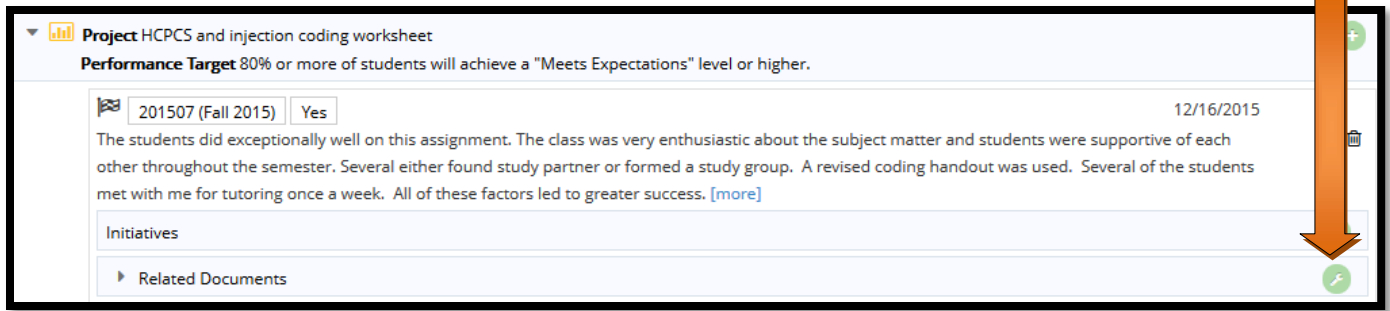 Project HCPCS and injection coding worksheet
Performance Target 80% or more of students will achieve a "Meets Expectations" level or higher.
201507 (Fall 2015) Yes 12/16/2015
The students did exceptionally well on this assignment. The class was very enthusiastic about the subject matter and students were supportive of each
other throughout the semester. Several either found study partner or formed a study group. A revised coding handout was used. Several of the students
met with me for tutoring once a week. All of these factors led to greater success. [more]
Initiatives
Related Documents